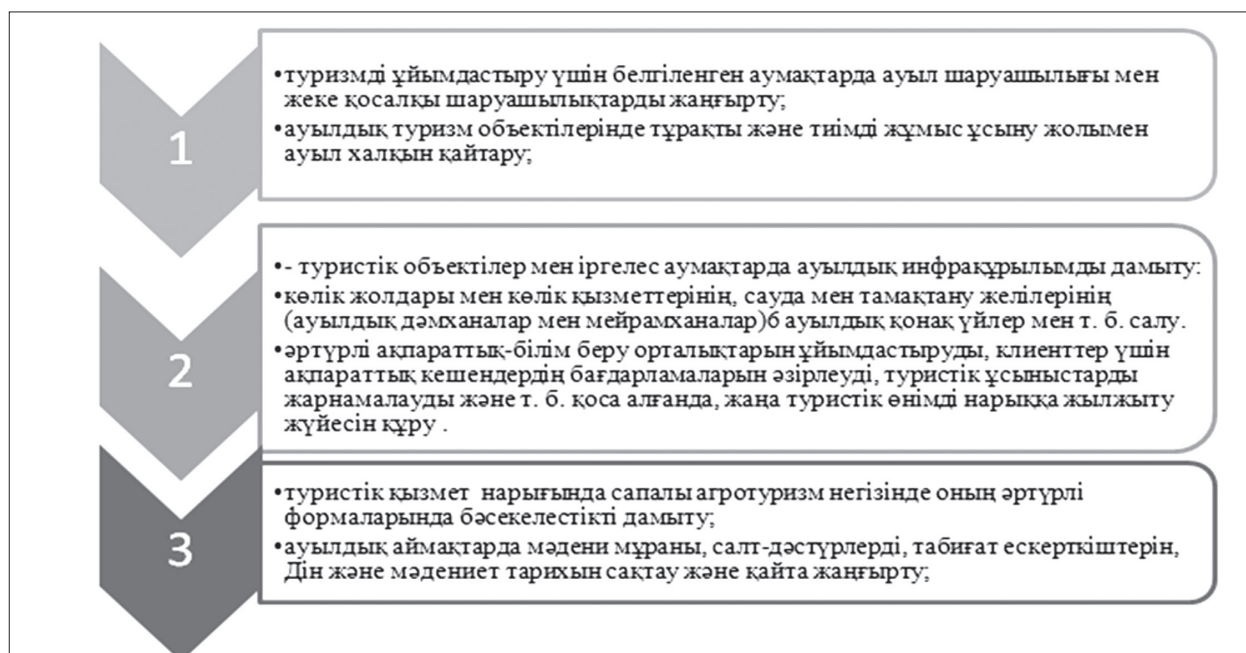 1
•туризмді ұйымдастыру үшін белгіленген аумақтарда ауыл шаруашылығы мен
жеке қосалқы шаруашылықтарды жаңғырту;
•ауылдық туризм объектілерінде тұрақты және тиімді жұмыс ұсыну жолымен
ауыл халқын қайтару;
2
•- туристік объектілер мен іргелес аумақтарда ауылдық инфрақұрылымды дамыту:
•көлік жолдары мен көлік қызметтерінің, сауда мен тамақтану желілерінің
(ауылдық дәмханалар мен мейрамханалар)6 ауылдық қонақ үйлер мен т. б. салу.
•әртүрлі ақпараттық-білім беру орталықтарын ұйымдастыруды, клиенттер үшін
ақпараттық кешендердің бағдарламаларын әзірлеуді, туристік ұсыныстарды
жарнамалауды және т. б. қоса алғанда, жаңа туристік өнімді нарыққа жылжыту
жүйесін құру .
3
•туристік қызмет нарығында сапалы агротуризм негізінде оның әртүрлі
формаларында бәсекелестікті дамыту;
•ауылдық аймақтарда мәдени мұраны, салт-дәстүрлерді, табиғат ескерткіштерін,
Дін және мәдениет тарихын сақтау және қайта жаңғырту;